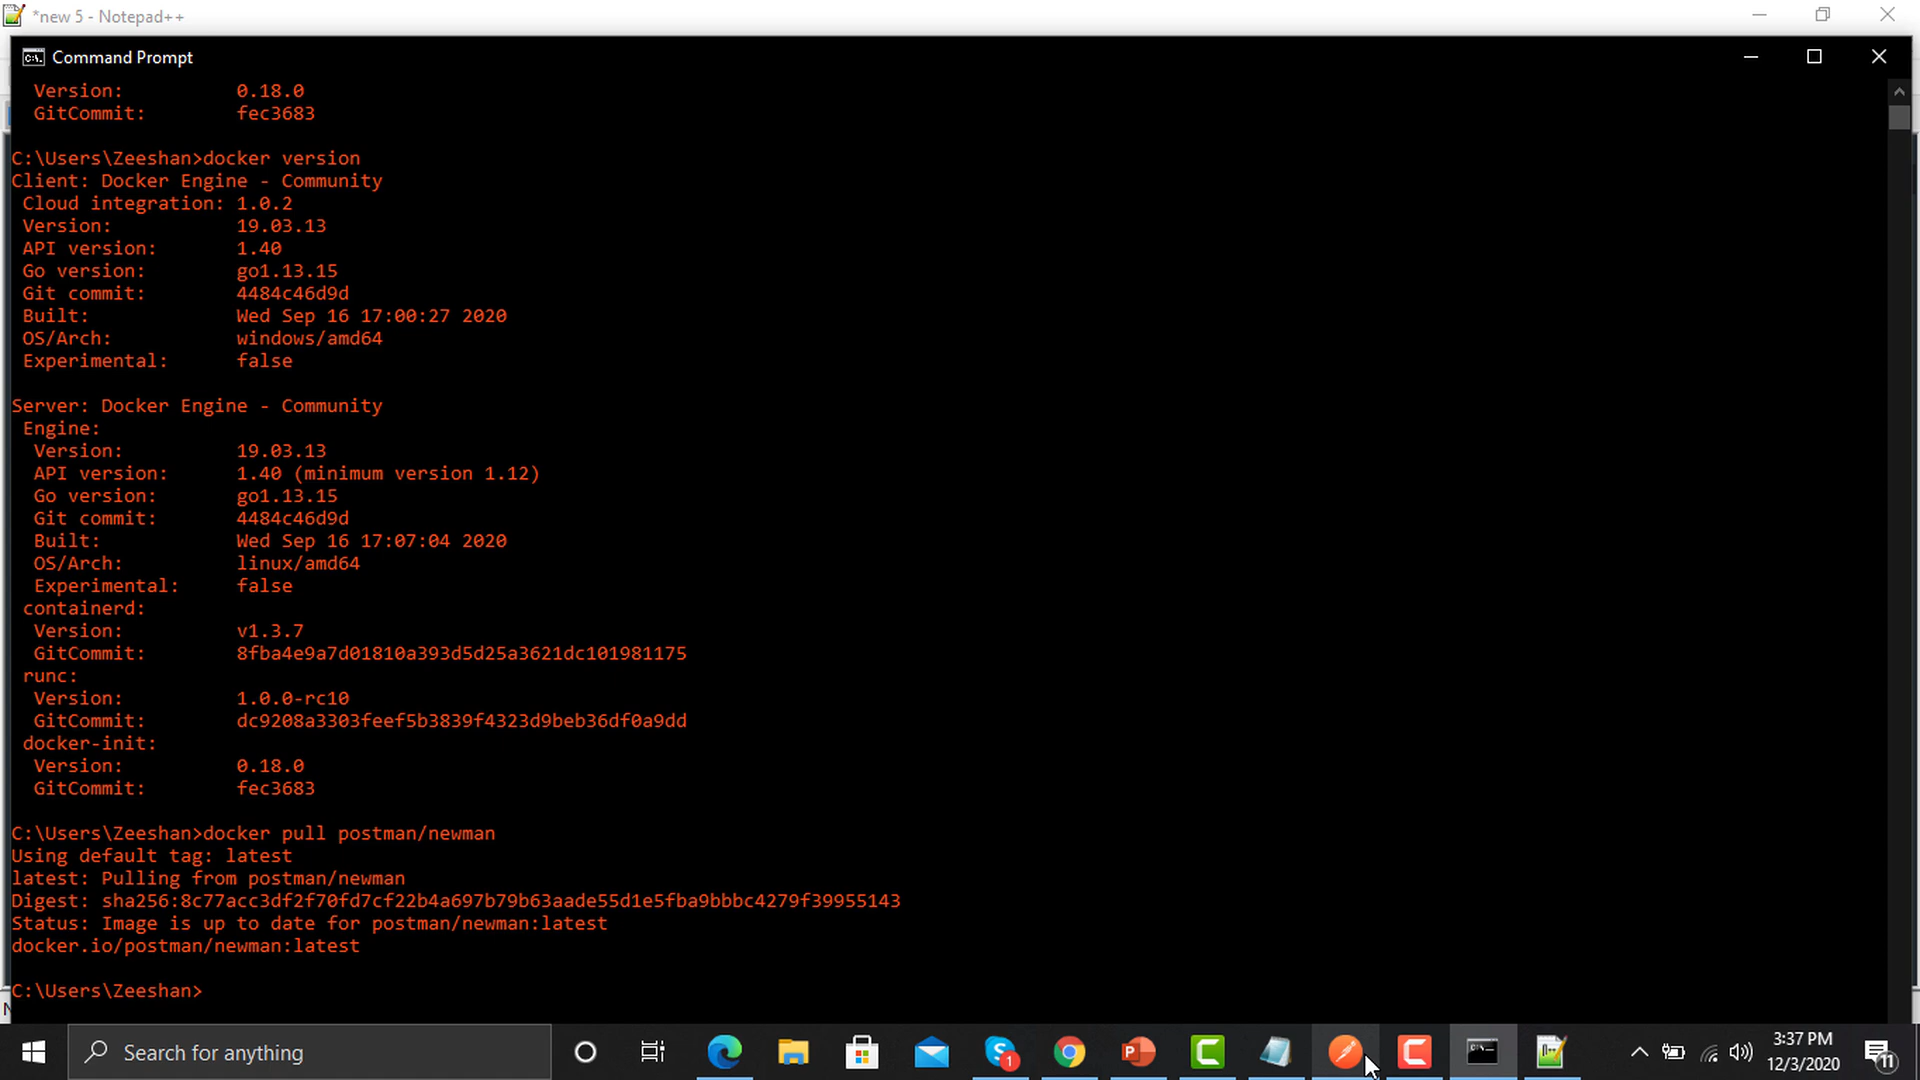 *new 5 - Notepad++
Command Prompt
Version: 0.18.0
GitCommit: fec3683
C:\Users\Zeeshan>docker version
Client: Docker Engine - Community
Cloud integration: 1.0.2
Version: 19.03.13
API version: 1.40
Go version: go1.13.15
Git commit: 4484c46d9d
Built: Wed Sep 16 17:00:27 2020
OS/Arch: windows/amd64
Experimental: false
Server: Docker Engine - Community
Engine:
Version: 19.03.13
API version: 1.40 (minimum version 1.12)
Go version: go1.13.15
Git commit: 4484c46d9d
Built: Wed Sep 16 17:07:04 2020
OS/Arch: linux/amd64
Experimental: false
containerd:
Version: v1.3.7
GitCommit: 8fba4e9a7d01810a393d5d25a3621dc101981175
runc:
Version: 1.0.0-rc10
GitCommit: dc9208a3303feef5b3839f4323d9beb36df0a9dd
docker-init:
Version: 0.18.0
GitCommit: fec3683
C:\Users\Zeeshan>docker pull postman/newman
Using default tag: latest
latest: Pulling from postman/newman
Digest: sha256:8c77acc3df2f70fd7cf22b4a697b79b63aade55d1e5fba9bbbc4279f39955143
Status: Image is up to date for postman/newman:latest
docker.io/postman/newman:latest
C:\Users\Zeeshan>
Search for anything
1
3:37 PM
12/3/2020
11